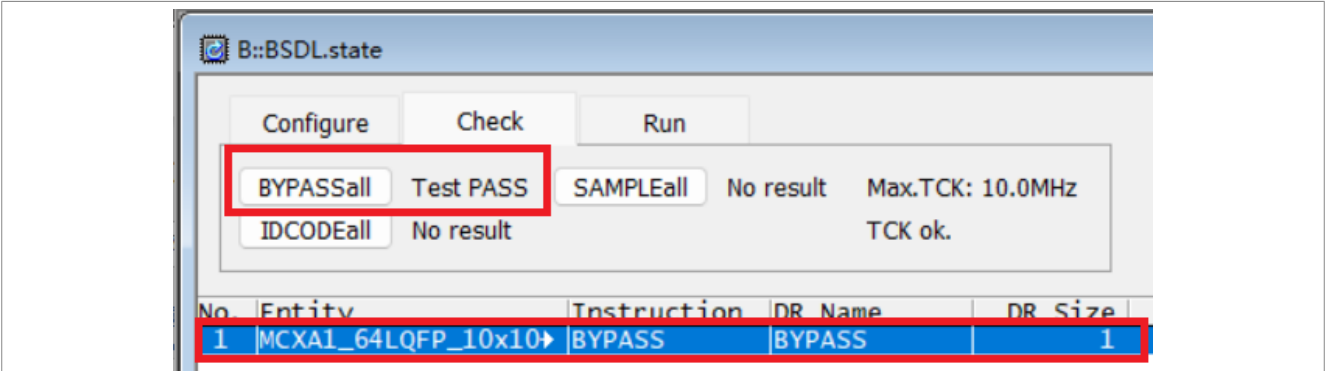 B::BSDL.state
Configure Check Run
BYPASSall Test PASS SAMPLEall No result Max.TCK: 10.0MHz
IDCODEall No result TCK ok.
No. Entity Instruction DR Name DR Size
1 MCXA1_64LQFP_10x10 BYPASS BYPASS 1